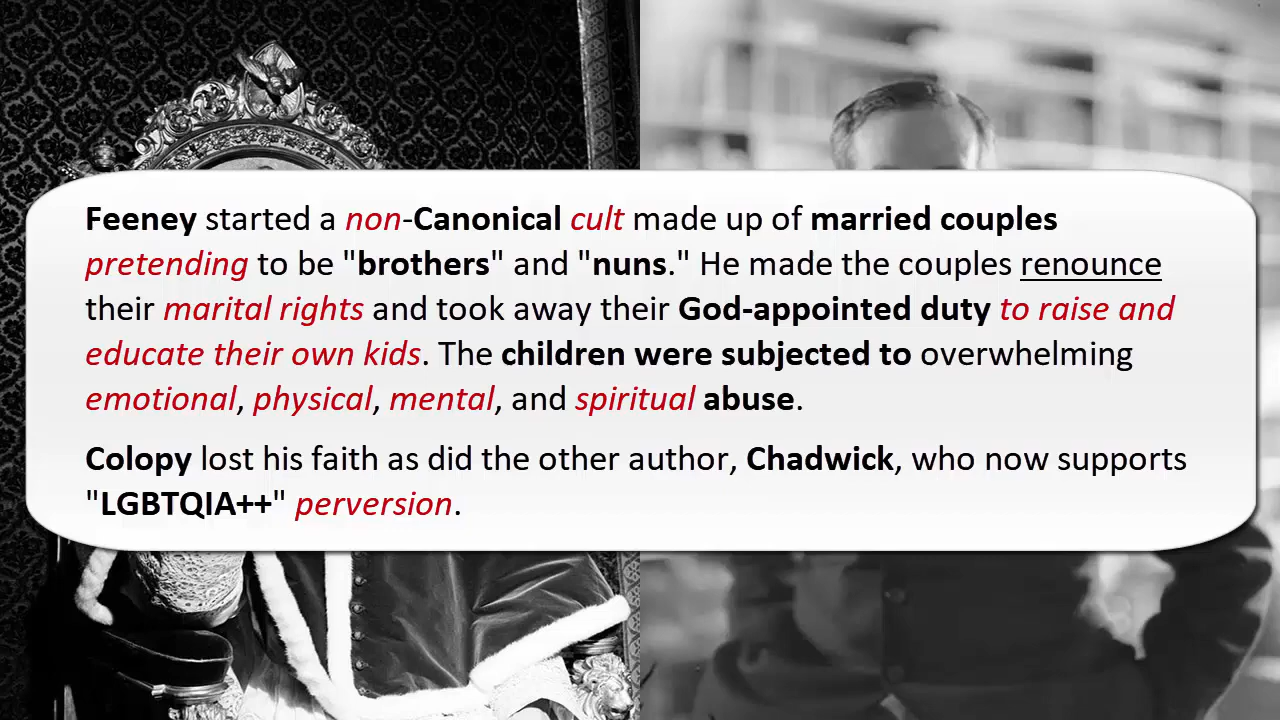 Feeney started a non-Canonical cult made up of married couples
pretending to be "brothers" and "nuns." He made the couples renounce
their marital rights and took away their God-appointed duty to raise and
educate their own kids. The children were subjected to overwhelming
emotional, physical, mental, and spiritual abuse.
Colopy lost his faith as did the other author, Chadwick, who now supports
"LGBTQIA++" perversion.